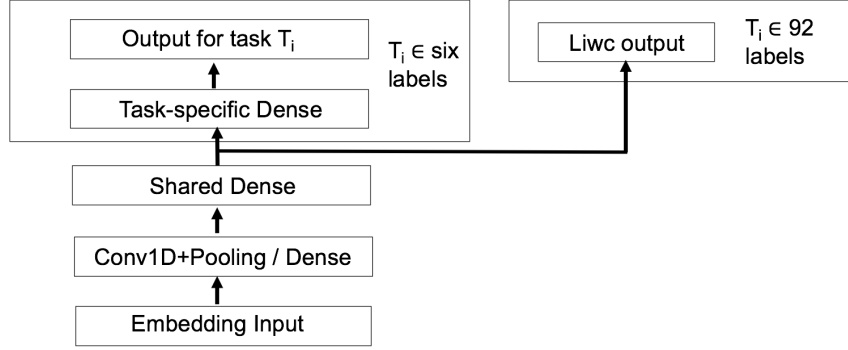 Output for task Tᵢ
Tᵢ ∈ six
labels
Task-specific Dense
Liwc output
Tᵢ ∈ 92
labels
Shared Dense
Conv1D+Pooling / Dense
Embedding Input